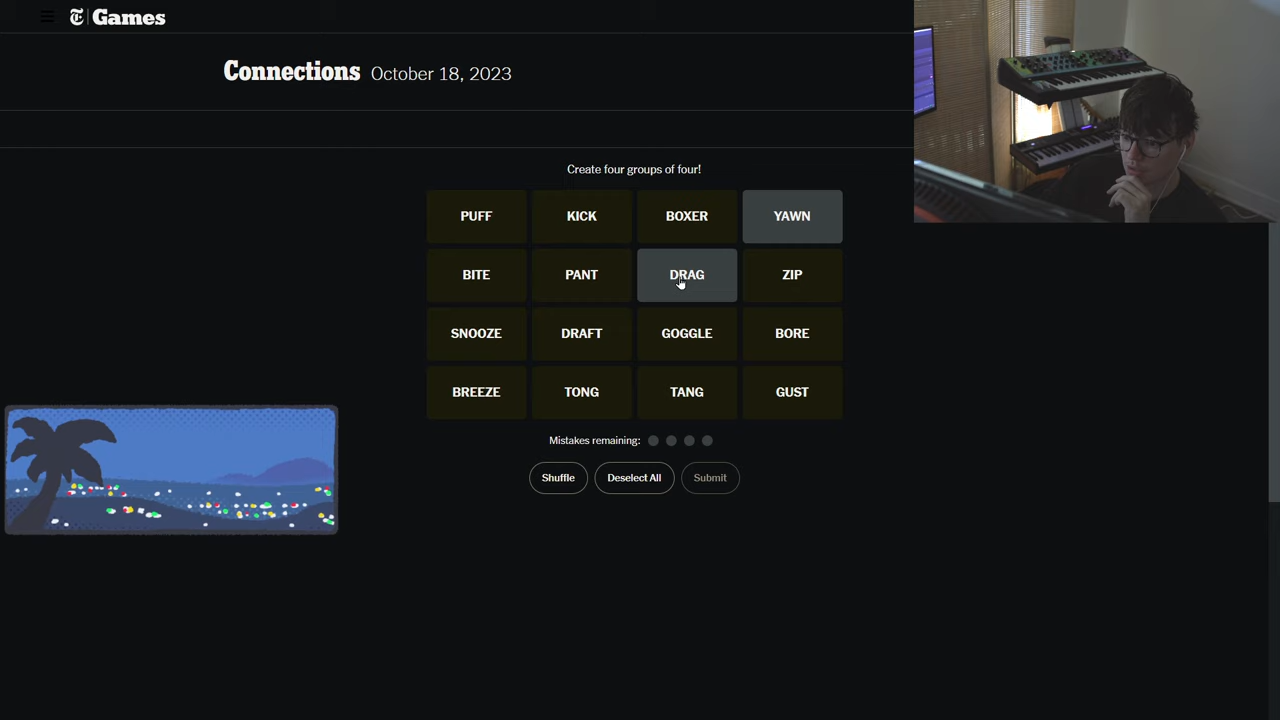 Games
Connections October 18, 2023
Create four groups of four!
PUFF KICK BOXER YAWN
BITE PANT DRAG ZIP
SNOOZE DRAFT GOGGLE BORE
BREEZE TONG TANG GUST
Mistakes remaining:
Shuffle Deselect All Submit